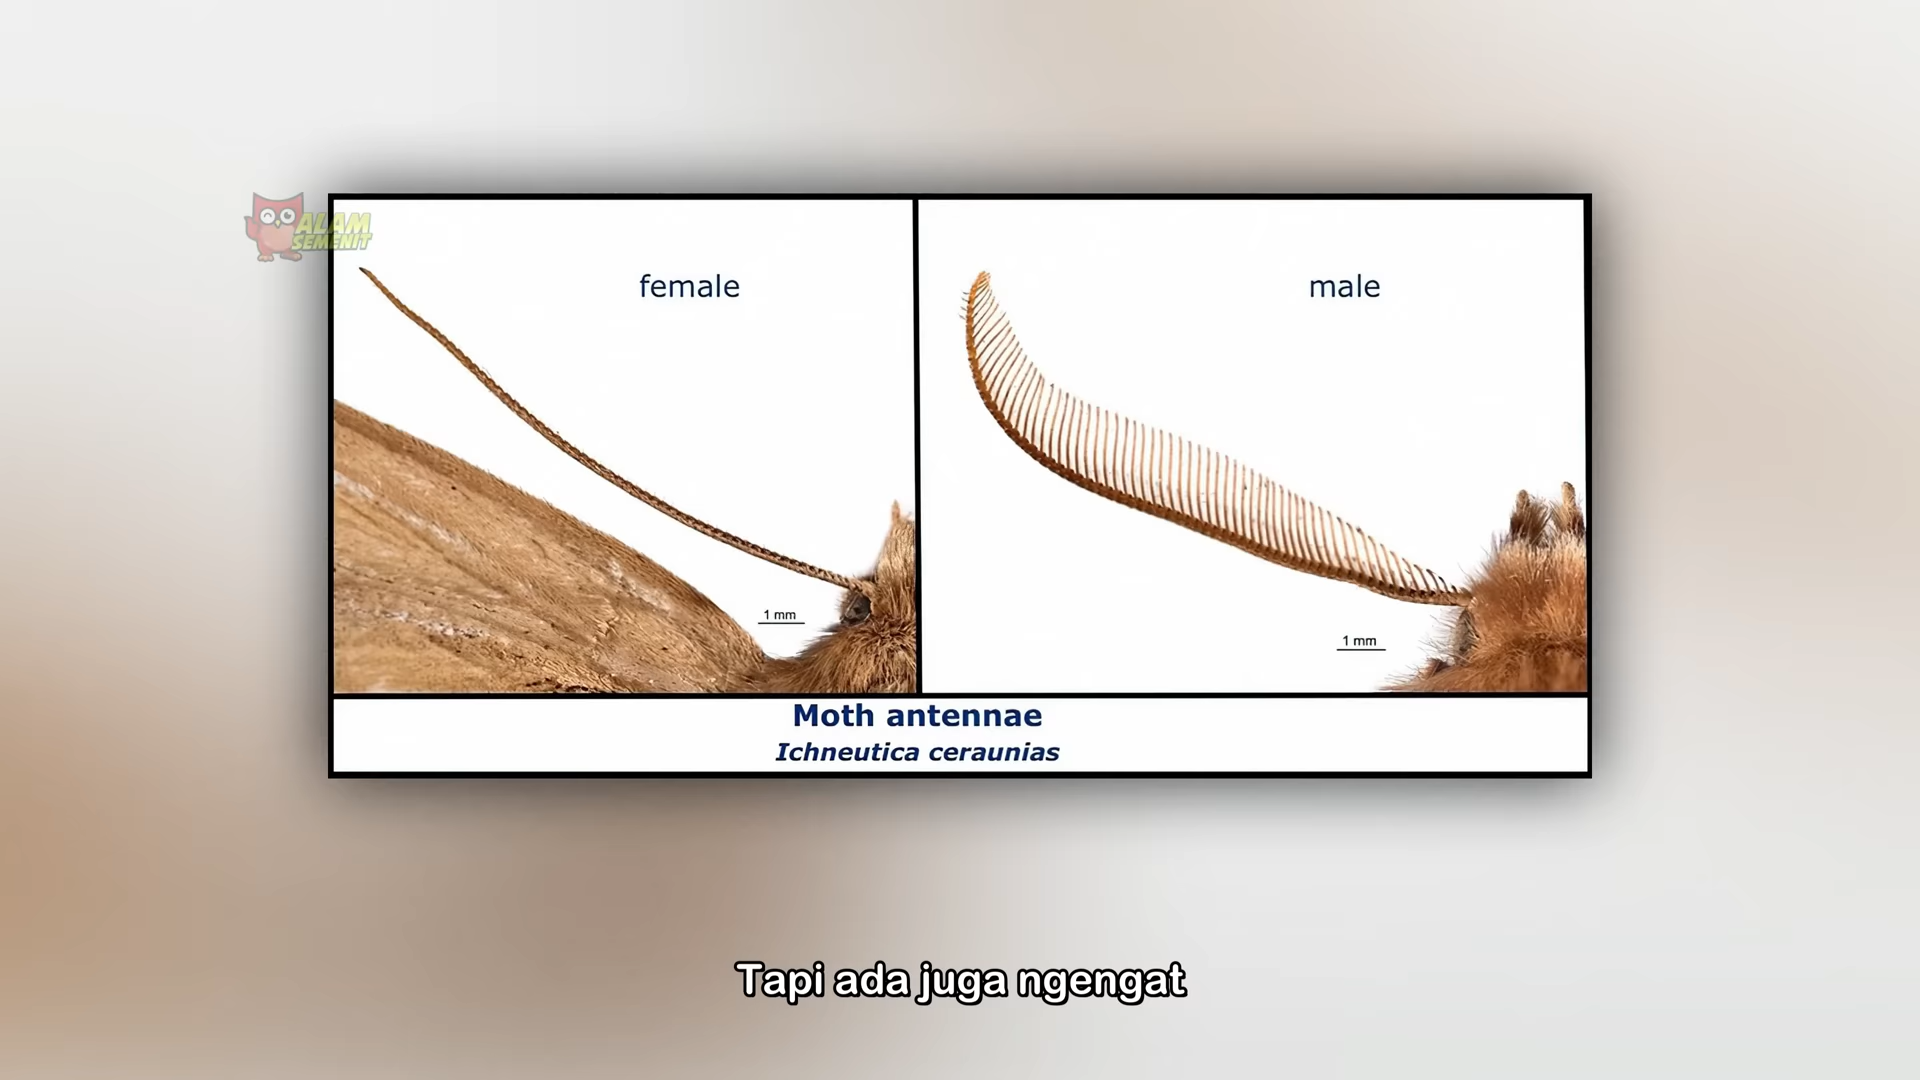 ALAM
SEMENIT
female
male
1 mm
1 mm
Moth antennae
Ichneutica ceraunias
Tapi ada juga ngengat